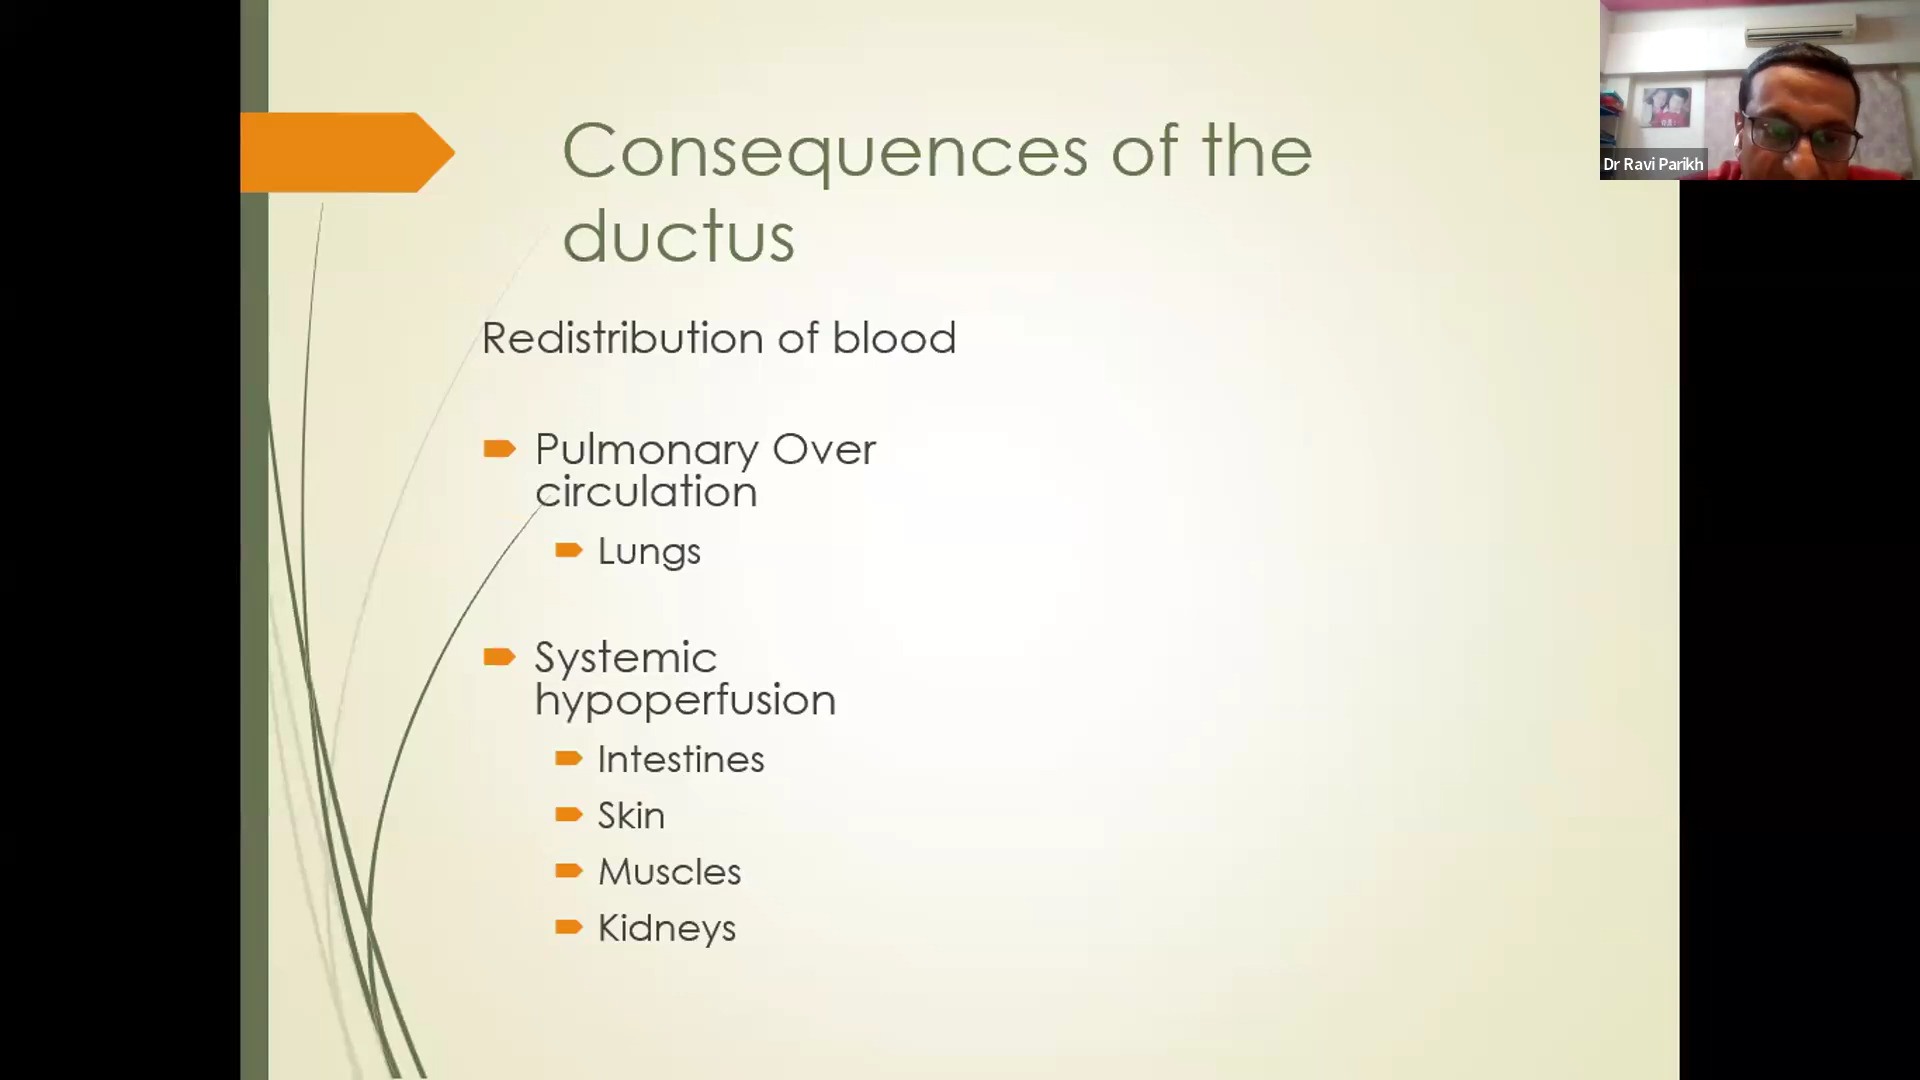 Consequences of the
ductus
Redistribution of blood
Pulmonary Over
circulation
Lungs
Systemic
hypoperfusion
Intestines
Skin
Muscles
Kidneys
Dr Ravi Parikh